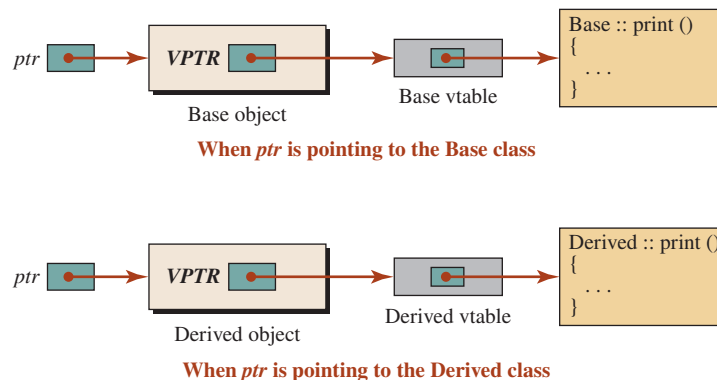 ptr
VPTR
Base object
Base vtable
Base :: print ()
{
. . .
}
When ptr is pointing to the Base class
ptr
VPTR
Derived object
Derived vtable
Derived :: print ()
{
. . .
}
When ptr is pointing to the Derived class